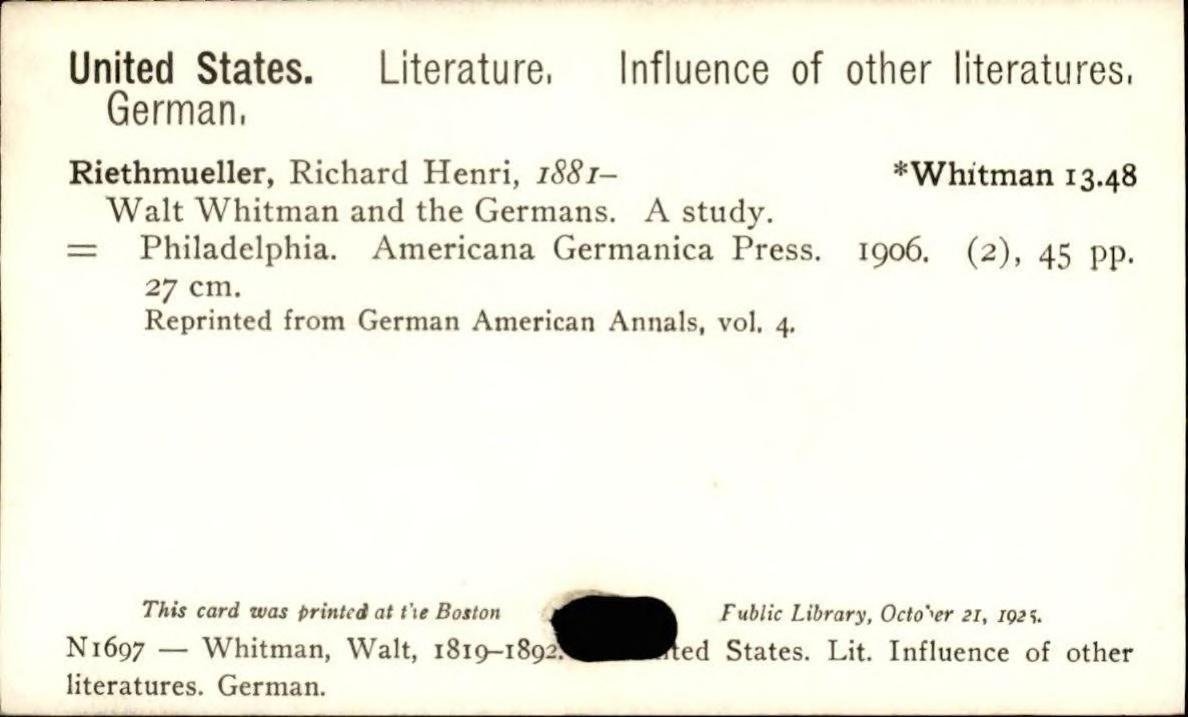 United States. Literature. Influence of other literatures.
German.
Riethmueller, Richard Henri, 1881– *Whitman 13.48
Walt Whitman and the Germans. A study.
= Philadelphia. Americana Germanica Press. 1906. (2), 45 pp.
27 cm.
Reprinted from German American Annals, vol. 4.
This card was printed at the Boston Public Library, October 21, 1925.
N1697 — Whitman, Walt, 1819–1892. ted States. Lit. Influence of other
literatures. German.